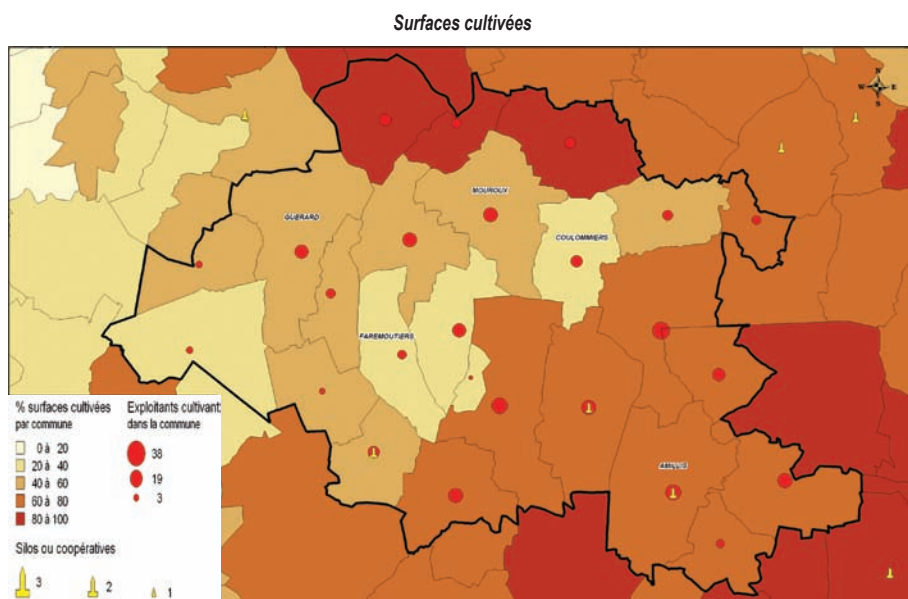 Surfaces cultivées
N
W E
S
MOUROUX
GUERARD
COULOMMIERS
FAREMOUTIERS
AMILLIS
% surfaces cultivées
par commune
0 à 20
20 à 40
40 à 60
60 à 80
80 à 100
Exploitants cultivant
dans la commune
38
19
3
Silos ou coopératives
3
2
1